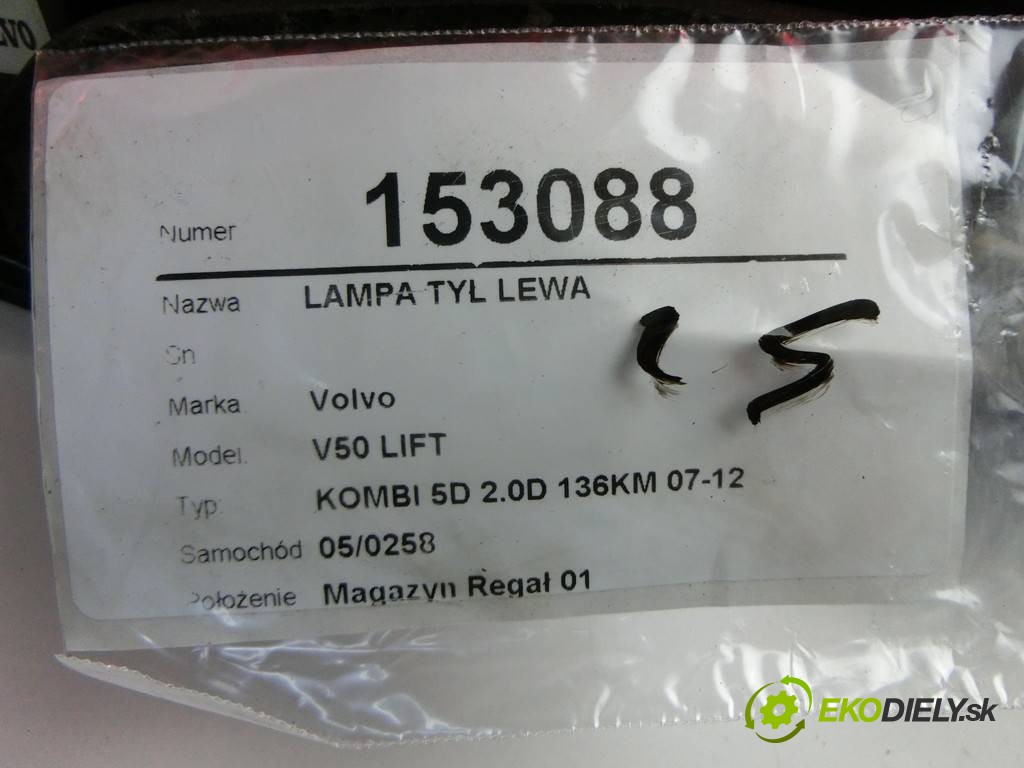 Numer 153088
Nazwa LAMPA TYŁ LEWA
Sn
Marka Volvo
Model. V50 LIFT
Typ: KOMBI 5D 2.0D 136KM 07-12
Samochód 05/0258
Położenie Magazyn Regał 01
EKODIELY.sk